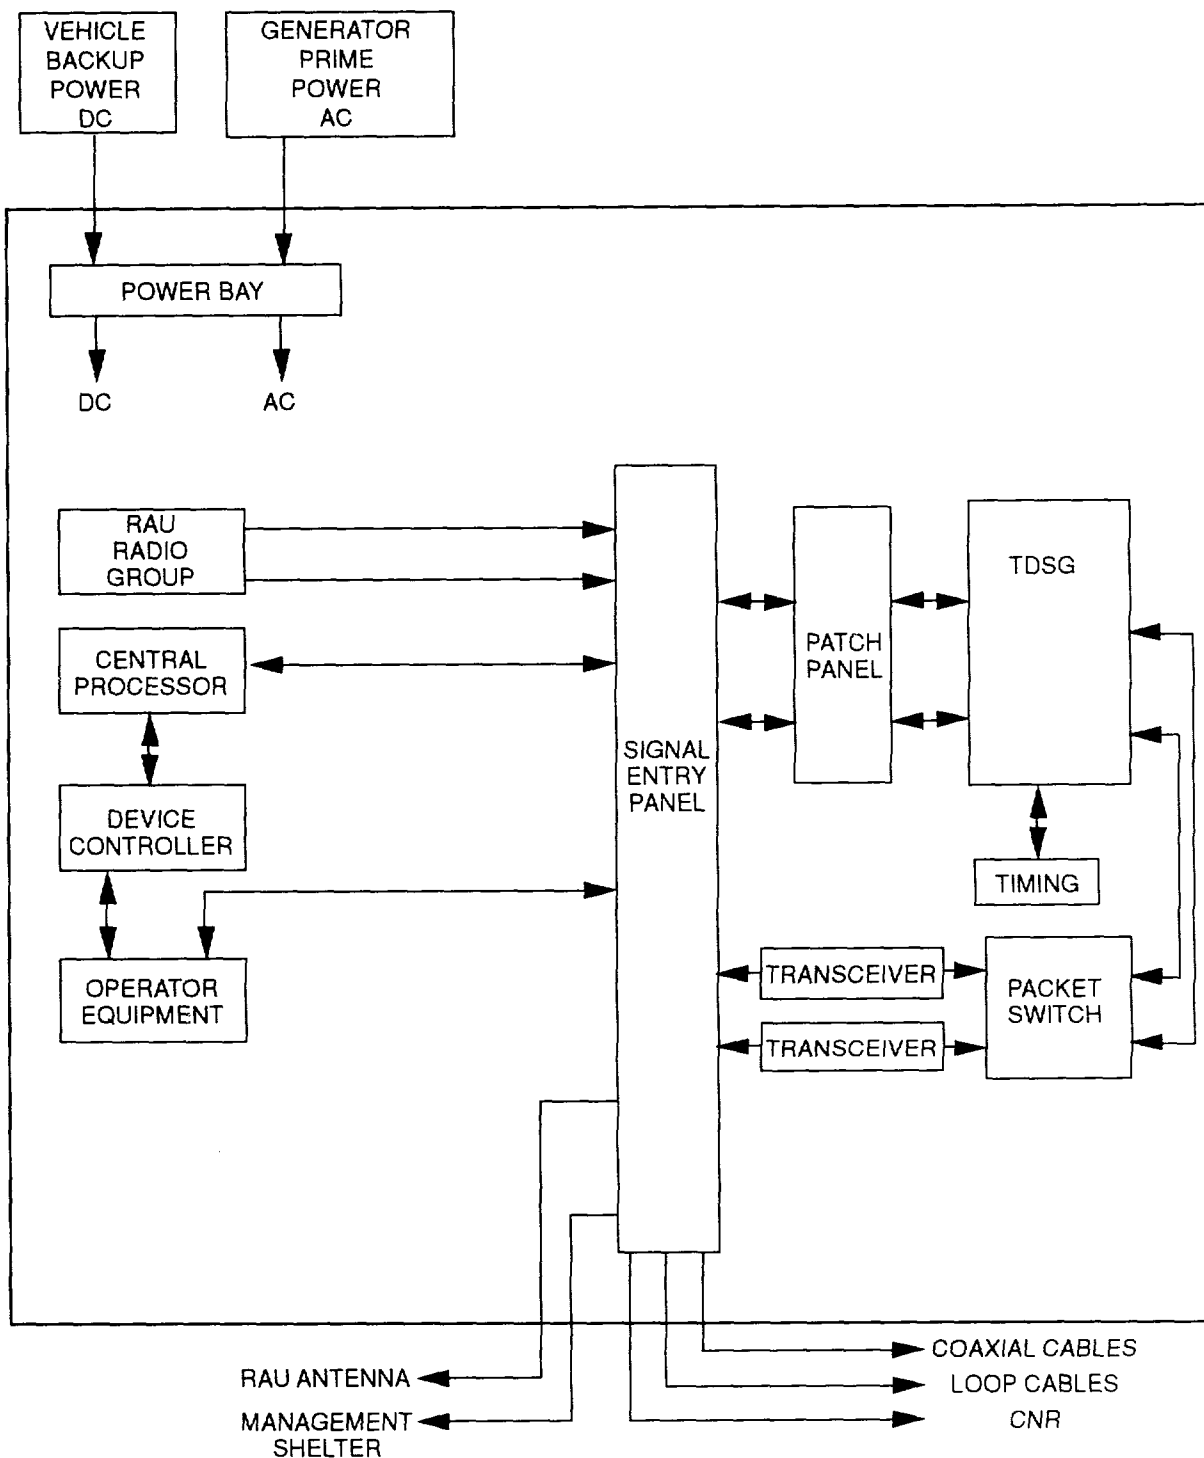 VEHICLE
BACKUP
POWER
DC
GENERATOR
PRIME
POWER
AC
POWER BAY
DC
AC
RAU
RADIO
GROUP
CENTRAL
PROCESSOR
DEVICE
CONTROLLER
OPERATOR
EQUIPMENT
SIGNAL
ENTRY
PANEL
PATCH
PANEL
TDSG
TIMING
TRANSCEIVER
TRANSCEIVER
PACKET
SWITCH
RAU ANTENNA
MANAGEMENT
SHELTER
COAXIAL CABLES
LOOP CABLES
CNR